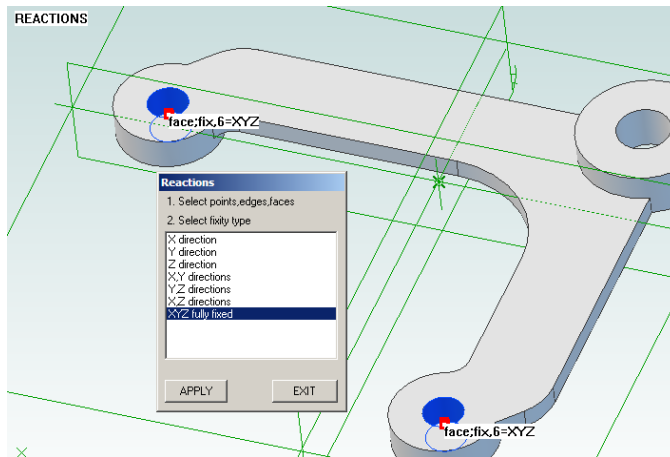 REACTIONS
face;fix,6=XYZ
Reactions
1. Select points,edges,faces
2. Select fixity type
X direction
Y direction
Z direction
X,Y directions
Y,Z directions
X,Z directions
XYZ fully fixed
APPLY
EXIT
face;fix,6=XYZ